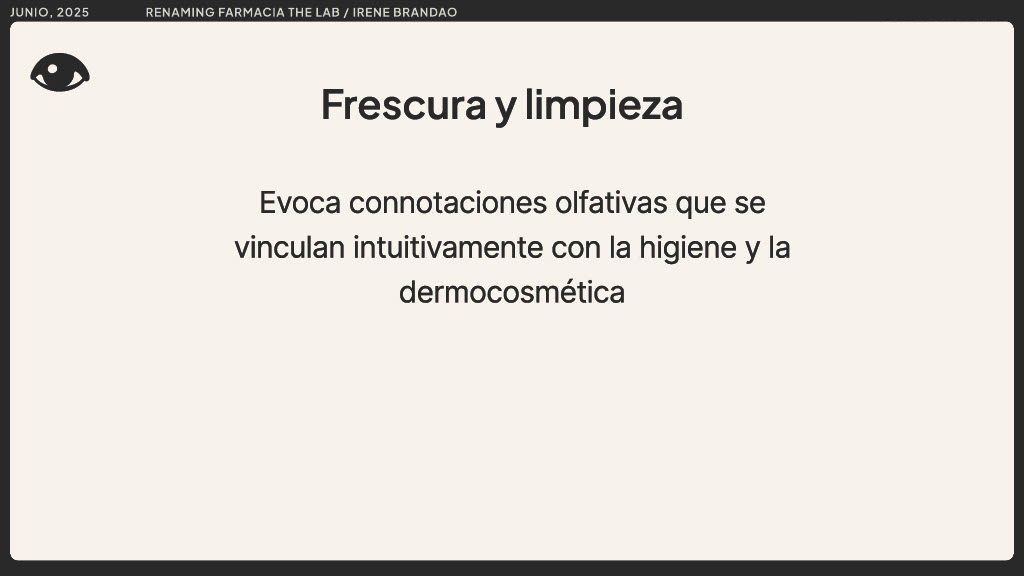 JUNIO, 2025 RENAMING FARMACIA THE LAB / IRENE BRANDAO
Frescura y limpieza
Evoca connotaciones olfativas que se
vinculan intuitivamente con la higiene y la
dermocosmética